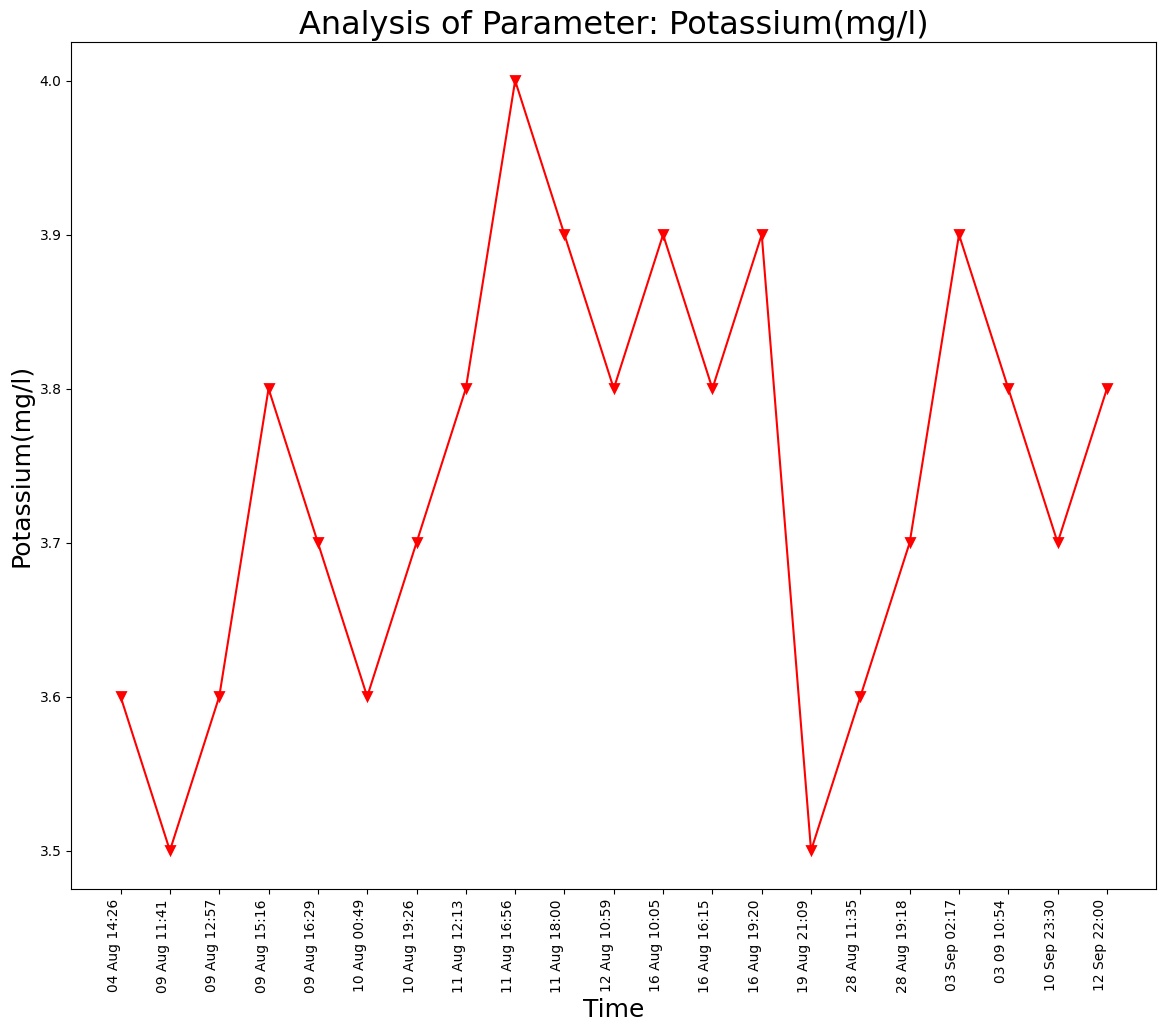 Analysis of Parameter: Potassium(mg/l)
Potassium(mg/l)
4.0
3.9
3.8
3.7
3.6
3.5
04 Aug 14:26
09 Aug 11:41
09 Aug 12:57
09 Aug 15:16
09 Aug 16:29
10 Aug 00:49
10 Aug 19:26
11 Aug 12:13
11 Aug 16:56
11 Aug 18:00
12 Aug 10:59
16 Aug 10:05
16 Aug 16:15
16 Aug 19:20
19 Aug 21:09
28 Aug 11:35
28 Aug 19:18
03 Sep 02:17
03 09 10:54
10 Sep 23:30
12 Sep 22:00
Time